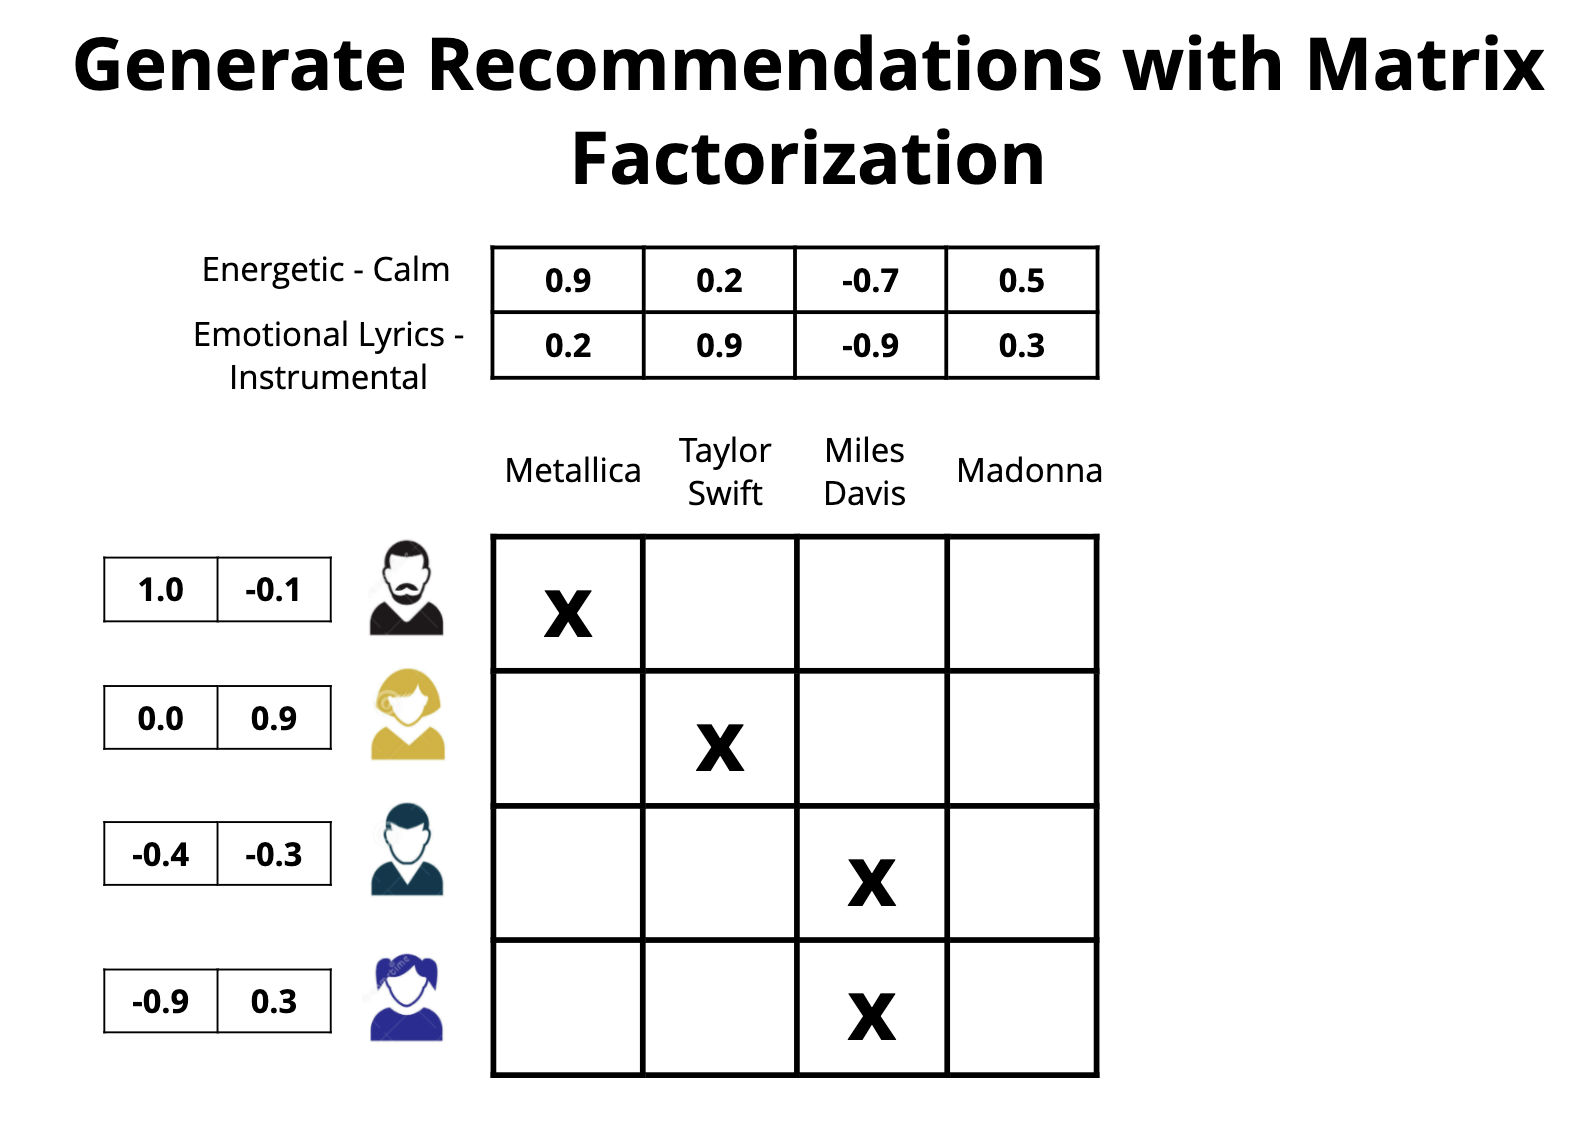 Generate Recommendations with Matrix
Factorization
Energetic - Calm
0.9 0.2 -0.7 0.5
Emotional Lyrics -
Instrumental
0.2 0.9 -0.9 0.3
Metallica
Taylor
Swift
Miles
Davis
Madonna
1.0 -0.1
X
0.0 0.9
X
-0.4 -0.3
X
-0.9 0.3
X